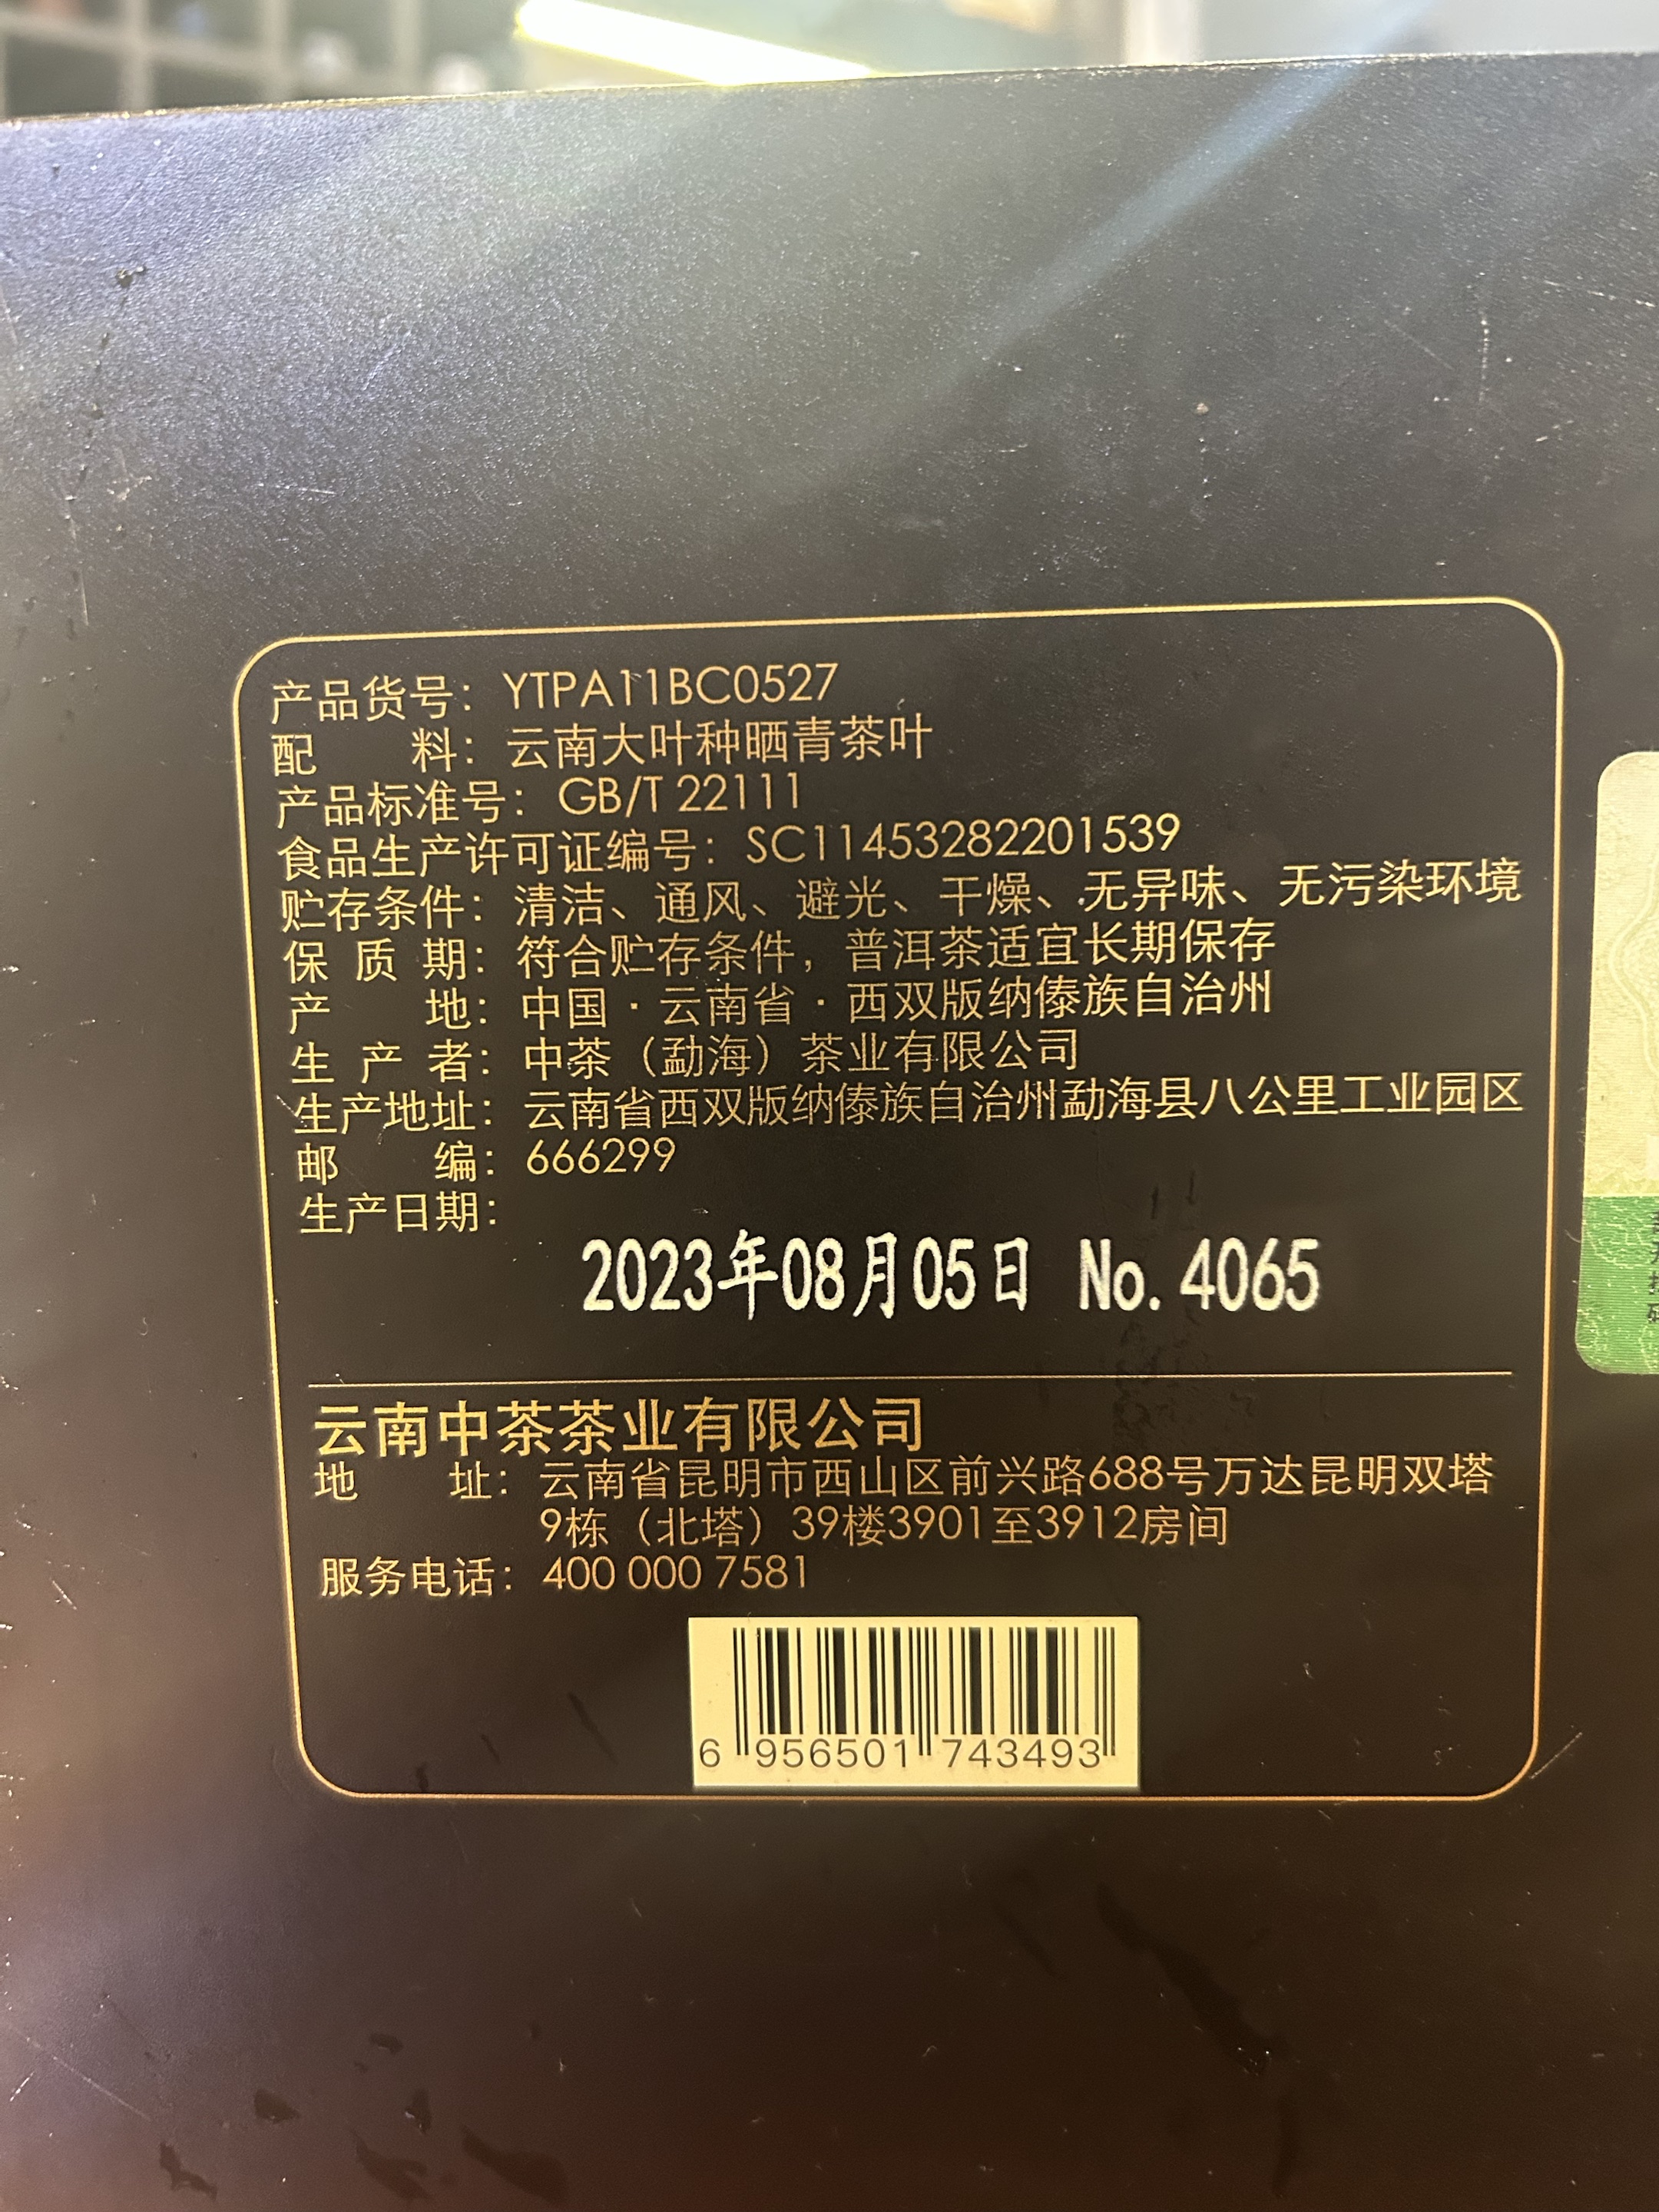 产品货号：YTPA11BC0527
配料：云南大叶种晒青茶叶
产品标准号：GB/T 22111
食品生产许可证编号：SC11453282201539
贮存条件：清洁、通风、避光、干燥、无异味、无污染环境
保质期：符合贮存条件，普洱茶适宜长期保存
产地：中国·云南省·西双版纳傣族自治州
生产者：中茶（勐海）茶业有限公司
生产地址：云南省西双版纳傣族自治州勐海县八公里工业园区
邮编：666299
生产日期：
2023年08月05日 No.4065
云南中茶茶业有限公司
地址：云南省昆明市西山区前兴路688号万达昆明双塔
9栋（北塔）39楼3901至3912房间
服务电话：400 000 7581
6 956501 743493